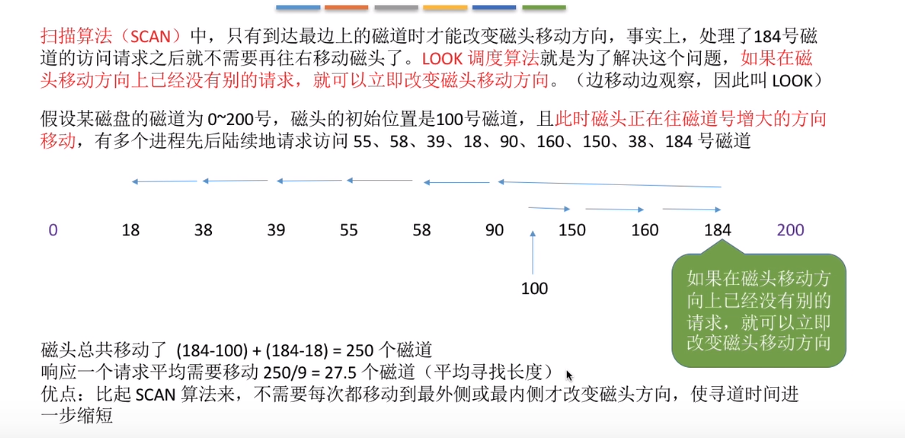 扫描算法（SCAN）中，只有到达最边上的磁道时才能改变磁头移动方向，事实上，处理了184号磁
道的访问请求之后就不需要再往右移动磁头了。LOOK 调度算法就是为了解决这个问题，如果在磁
头移动方向上已经没有别的请求，就可以立即改变磁头移动方向。（边移动边观察，因此叫 LOOK）
假设某磁盘的磁道为 0~200号，磁头的初始位置是100号磁道，且此时磁头正在往磁道号增大的方向
移动，有多个进程先后陆续地请求访问 55、58、39、18、90、160、150、38、184 号磁道
0 18 38 39 55 58 90 150 160 184 200
100
如果在磁头移动方
向上已经没有别的
请求，就可以立即
改变磁头移动方向
磁头总共移动了 (184-100) + (184-18) = 250 个磁道
响应一个请求平均需要移动 250/9 = 27.5 个磁道（平均寻找长度）
优点：比起 SCAN 算法来，不需要每次都移动到最外侧或最内侧才改变磁头方向，使寻道时间进
一步缩短